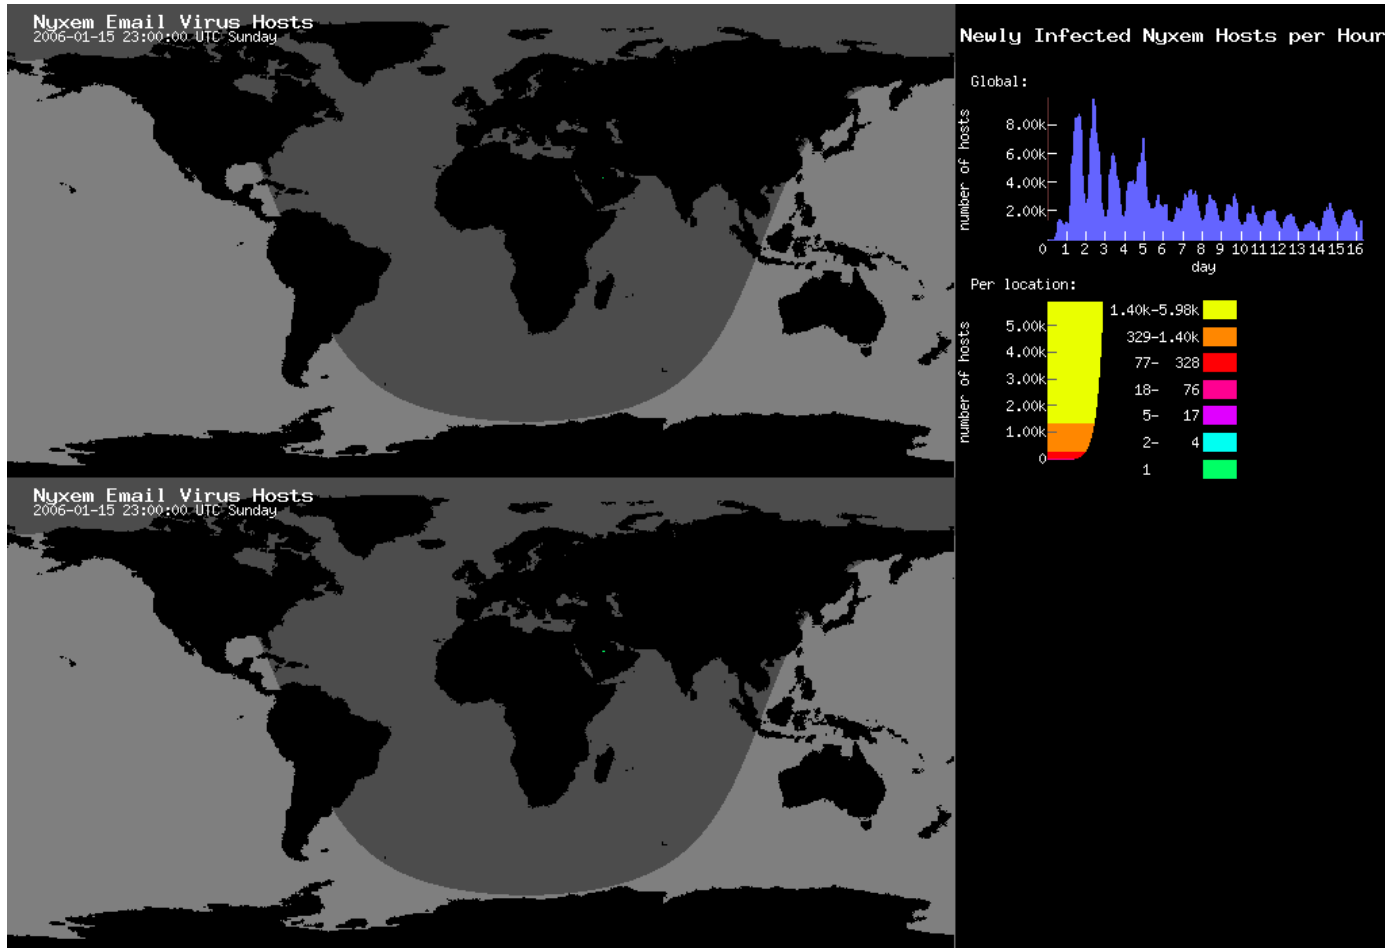 Nyxem Email Virus Hosts
2006-01-15 23:00:00 UTC Sunday
Newly Infected Nyxem Hosts per Hour
Global:
number of hosts
8.00k
6.00k
4.00k
2.00k
0 1 2 3 4 5 6 7 8 9 10 11 12 13 14 15 16
day
Per location:
number of hosts
5.00k
4.00k
3.00k
2.00k
1.00k
0
1.40k-5.98k
329-1.40k
77- 328
18- 76
5- 17
2- 4
1
Nyxem Email Virus Hosts
2006-01-15 23:00:00 UTC Sunday